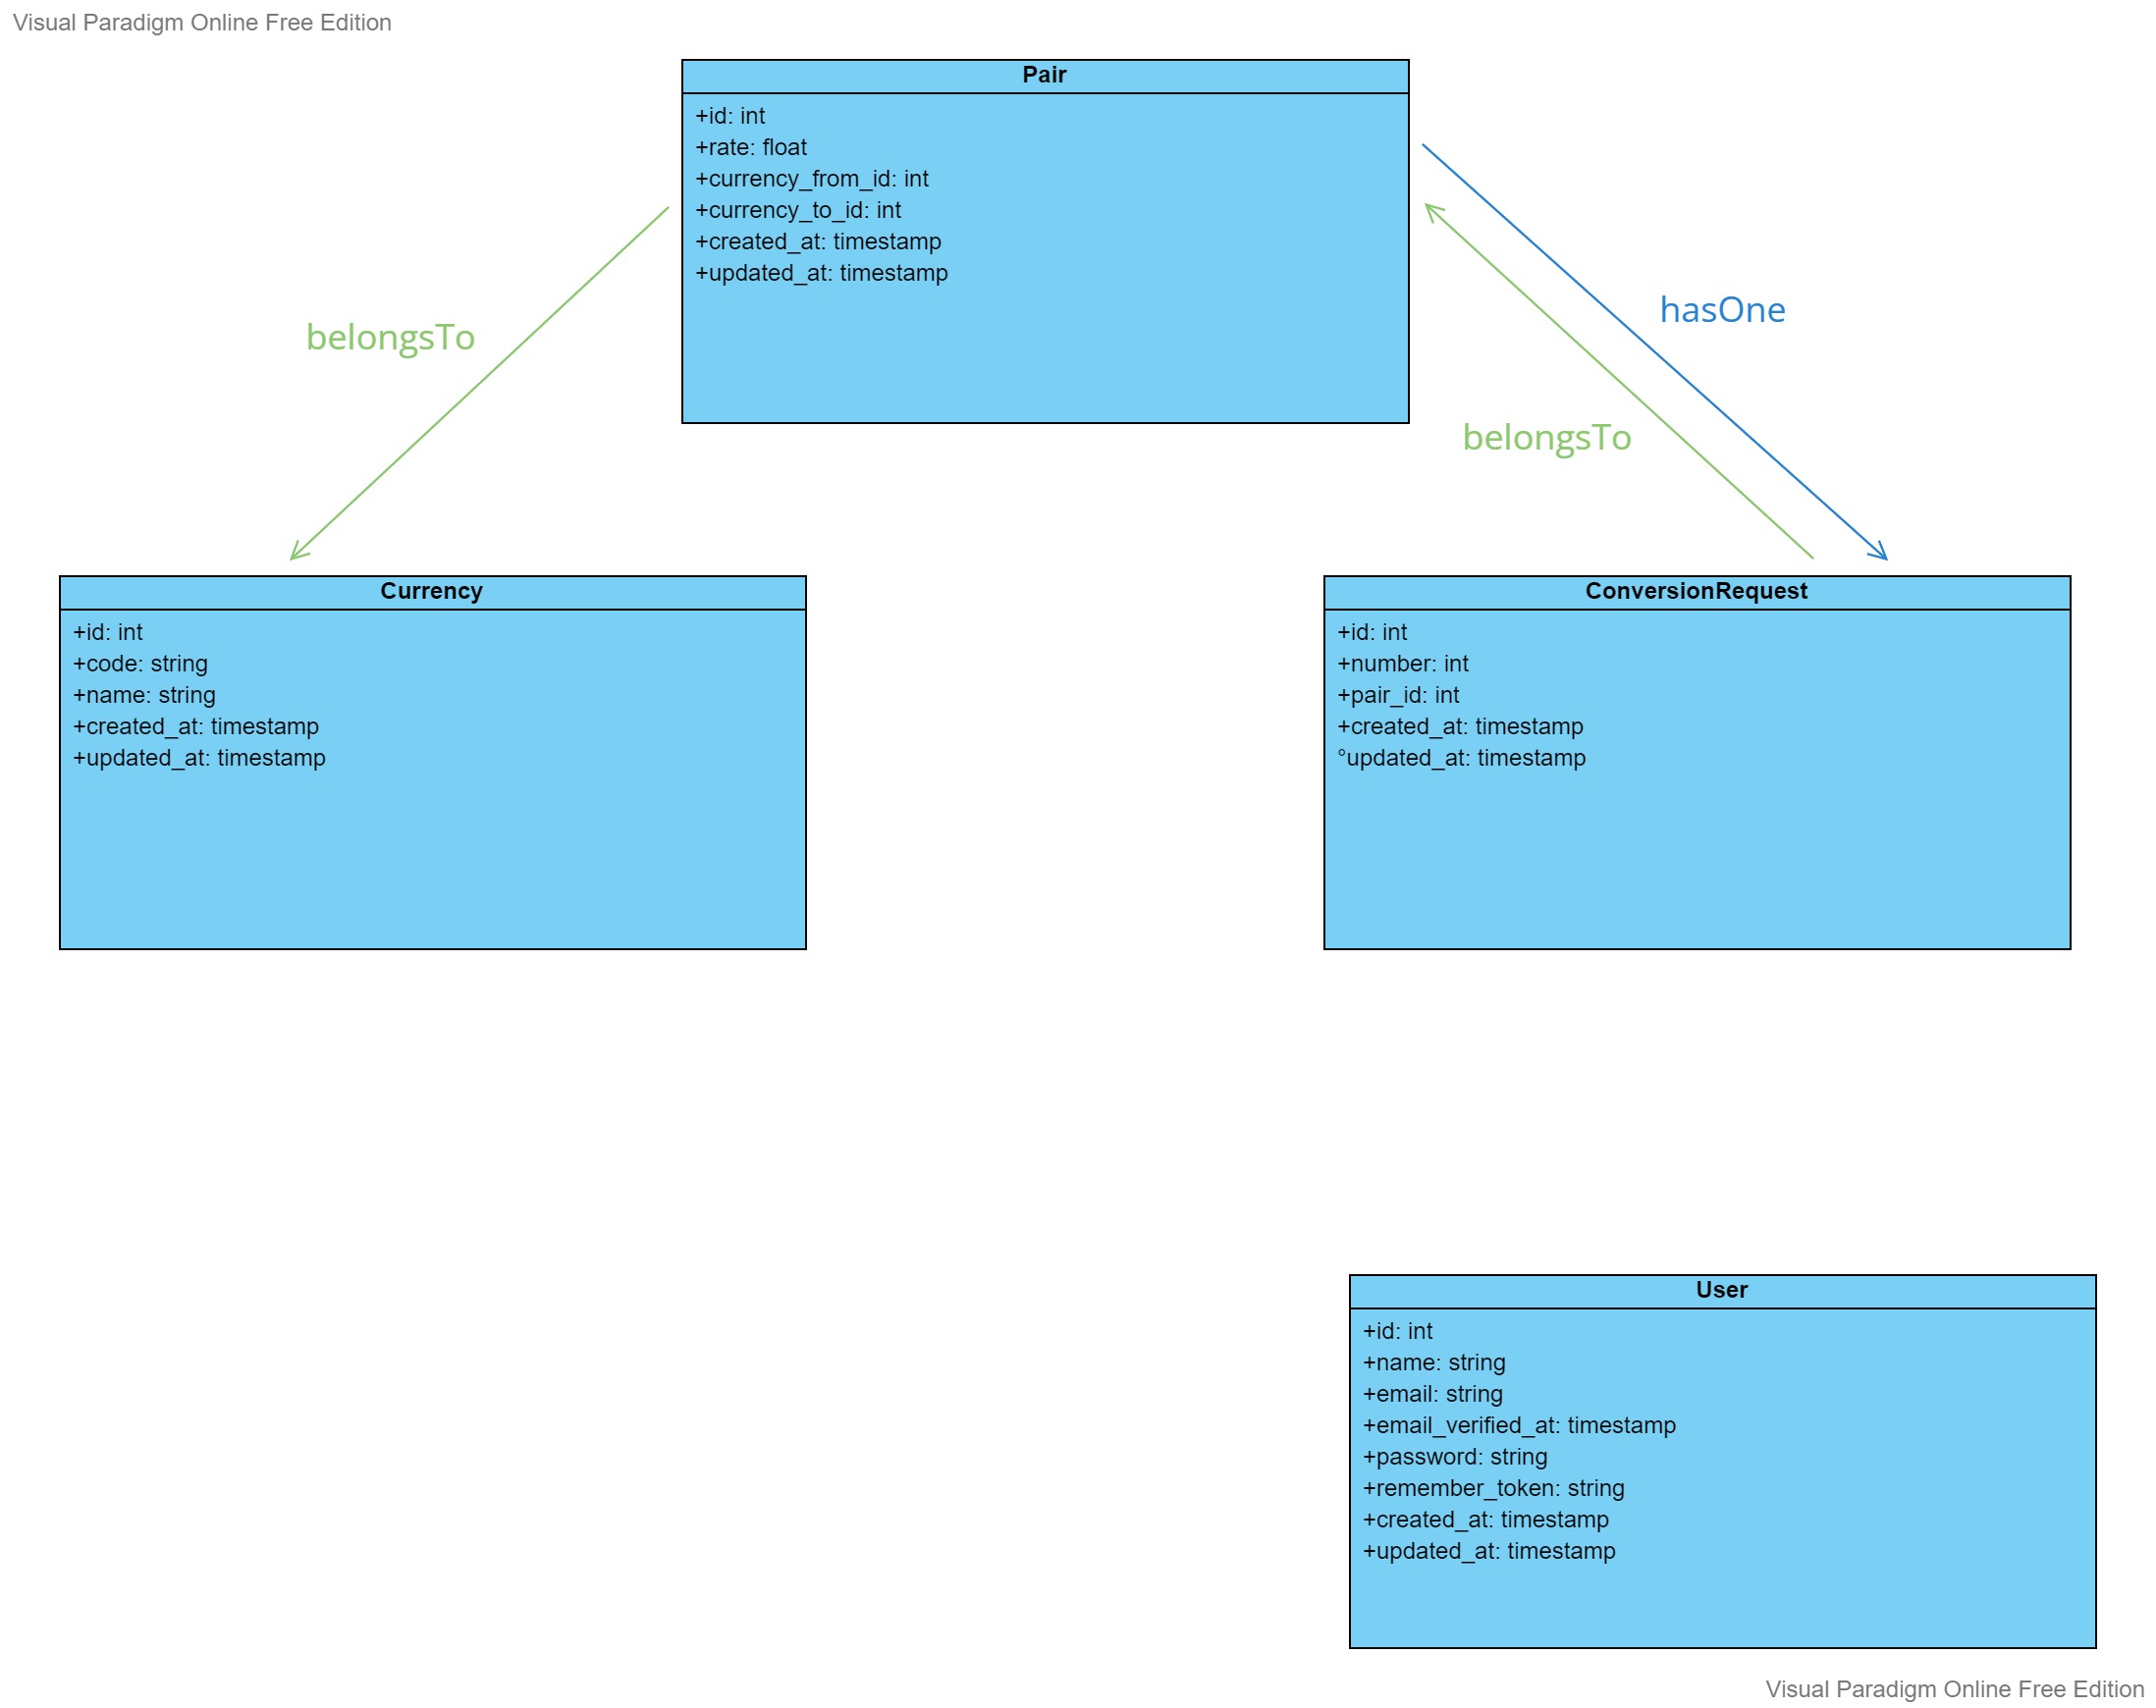 Visual Paradigm Online Free Edition
Pair
+id: int
+rate: float
+currency_from_id: int
+currency_to_id: int
+created_at: timestamp
+updated_at: timestamp
hasOne
belongsTo
belongsTo
Currency
+id: int
+code: string
+name: string
+created_at: timestamp
+updated_at: timestamp
ConversionRequest
+id: int
+number: int
+pair_id: int
+created_at: timestamp
°updated_at: timestamp
User
+id: int
+name: string
+email: string
+email_verified_at: timestamp
+password: string
+remember_token: string
+created_at: timestamp
+updated_at: timestamp
Visual Paradigm Online Free Edition